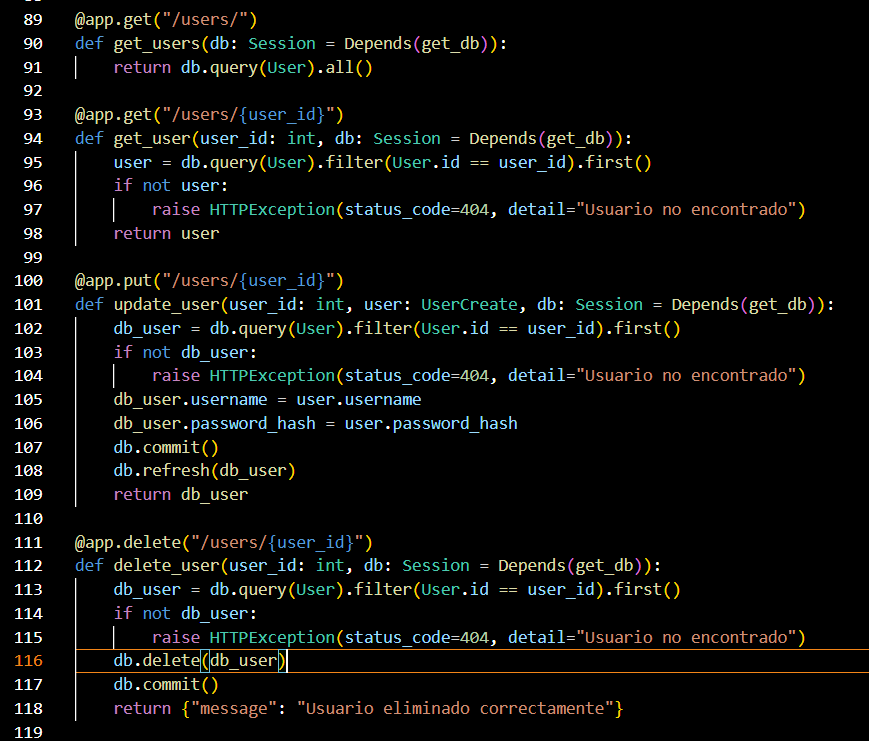 89 @app.get("/users/")
90 def get_users(db: Session = Depends(get_db)):
91     return db.query(User).all()
92
93 @app.get("/users/{user_id}")
94 def get_user(user_id: int, db: Session = Depends(get_db)):
95     user = db.query(User).filter(User.id == user_id).first()
96     if not user:
97         raise HTTPException(status_code=404, detail="Usuario no encontrado")
98     return user
99
100 @app.put("/users/{user_id}")
101 def update_user(user_id: int, user: UserCreate, db: Session = Depends(get_db)):
102     db_user = db.query(User).filter(User.id == user_id).first()
103     if not db_user:
104         raise HTTPException(status_code=404, detail="Usuario no encontrado")
105     db_user.username = user.username
106     db_user.password_hash = user.password_hash
107     db.commit()
108     db.refresh(db_user)
109     return db_user
110
111 @app.delete("/users/{user_id}")
112 def delete_user(user_id: int, db: Session = Depends(get_db)):
113     db_user = db.query(User).filter(User.id == user_id).first()
114     if not db_user:
115         raise HTTPException(status_code=404, detail="Usuario no encontrado")
116     db.delete(db_user)
117     db.commit()
118     return {"message": "Usuario eliminado correctamente"}
119